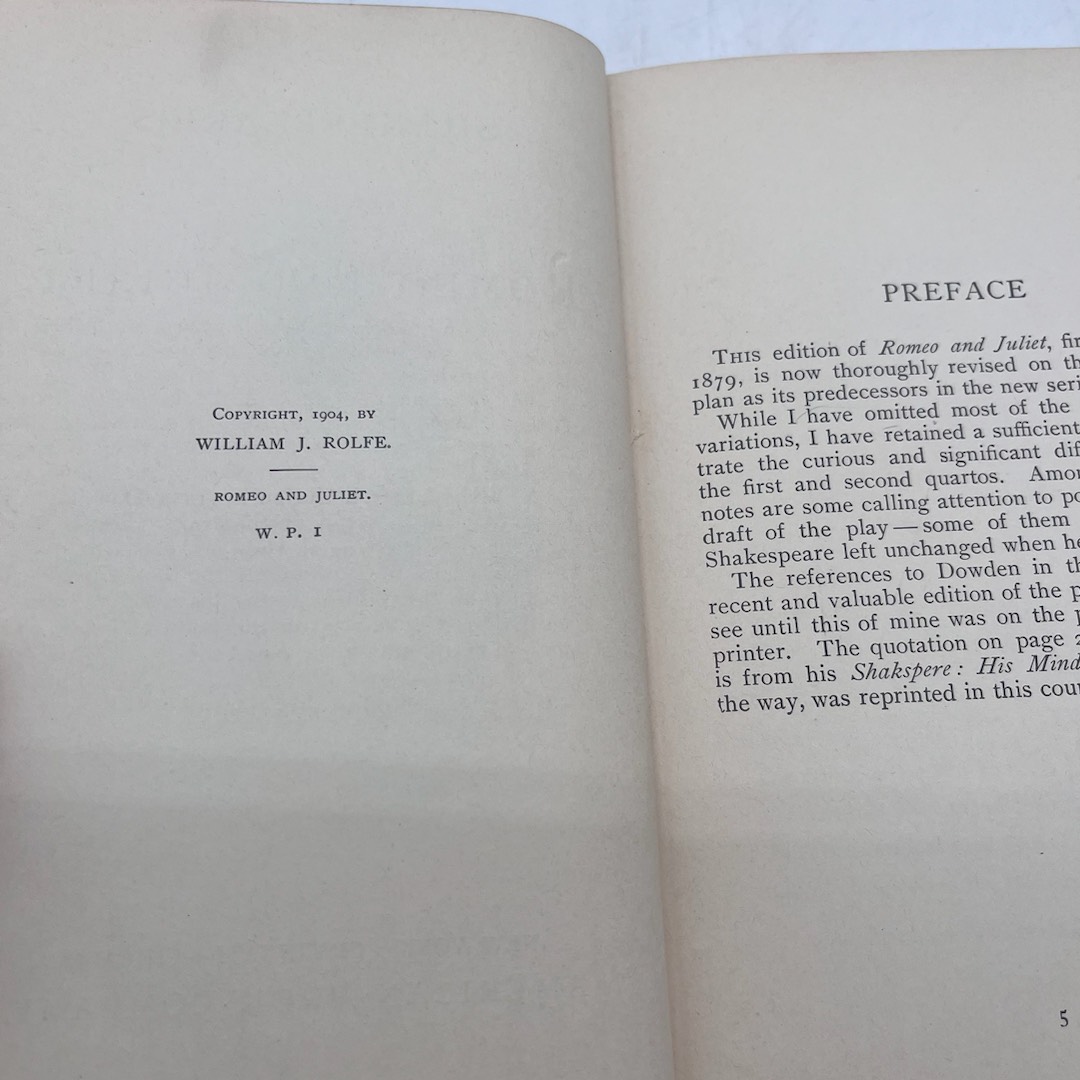 COPYRIGHT, 1904, BY
WILLIAM J. ROLFE.
ROMEO AND JULIET.
W. P. I
PREFACE
THIS edition of Romeo and Juliet,
1879, is now thoroughly revised on
plan as its predecessors in the new
While I have omitted most of the
variations, I have retained a sufficient
trate the curious and significant
the first and second quartos.
notes are some calling attention to
draft of the play—some of them
Shakespeare left unchanged when
The references to Dowden in
recent and valuable edition of the
see until this of mine was on the
printer. The quotation on page
is from his Shakspere: His Mind
the way, was reprinted in this
5